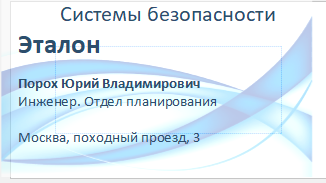 Системы безопасности
Эталон
Порох Юрий Владимирович
Инженер. Отдел планирования
Москва, походный проезд, 3